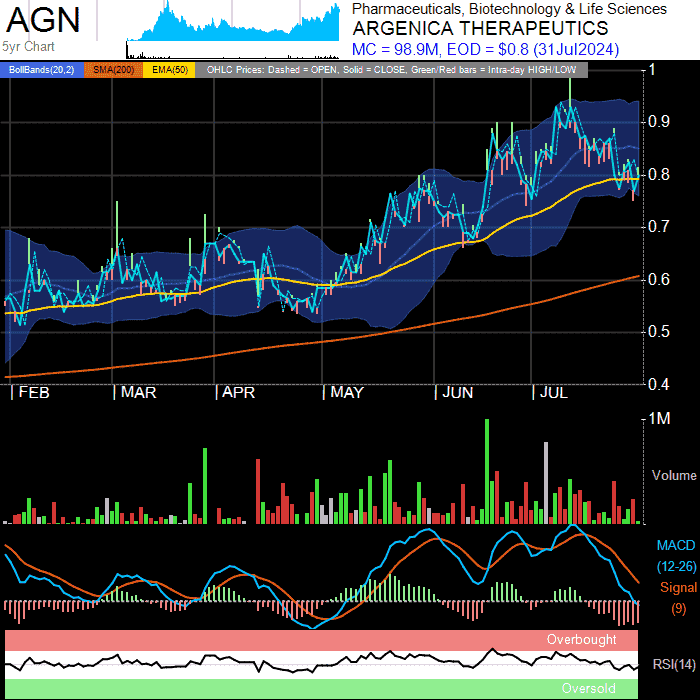 AGN
5yr Chart
Pharmaceuticals, Biotechnology & Life Sciences
ARGENICA THERAPEUTICS
MC = 98.9M, EOD = $0.8 (31Jul2024)
BollBands(20,2) SMA(200) EMA(50) OHLC Prices: Dashed = OPEN, Solid = CLOSE, Green/Red bars = Intra-day HIGH/LOW
1
0.9
0.8
0.7
0.6
0.5
0.4
FEB MAR APR MAY JUN JUL
1M
Volume
MACD
(12-26)
Signal
(9)
Overbought
RSI(14)
Oversold